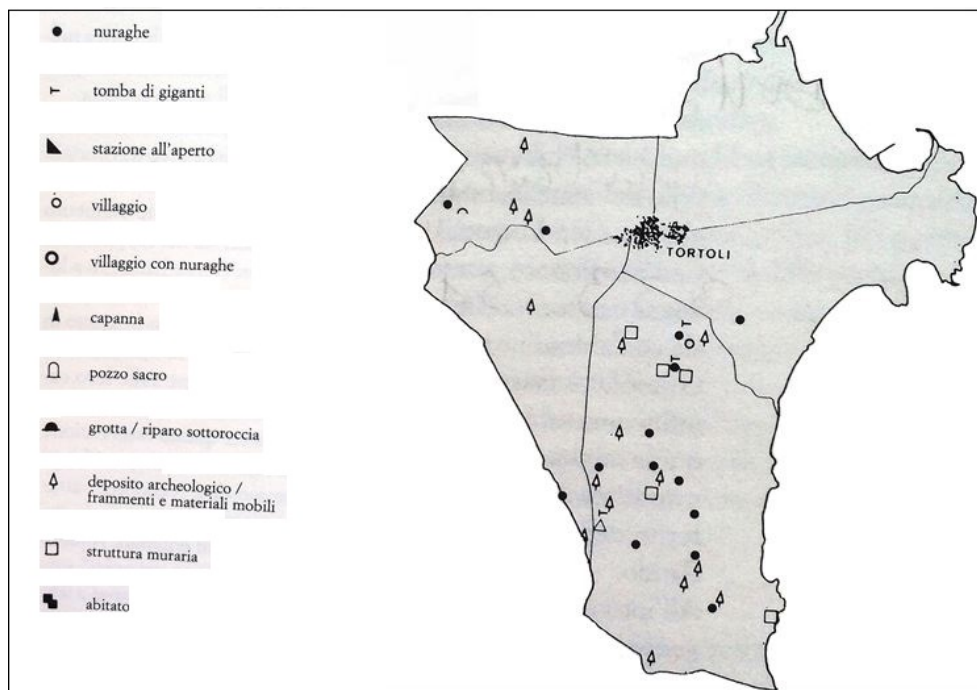 nuraghe
tomba di giganti
stazione all'aperto
villaggio
villaggio con nuraghe
capanna
pozzo sacro
grotta / riparo sottoroccia
deposito archeologico /
frammenti e materiali mobili
struttura muraria
abitato
TORTOLI